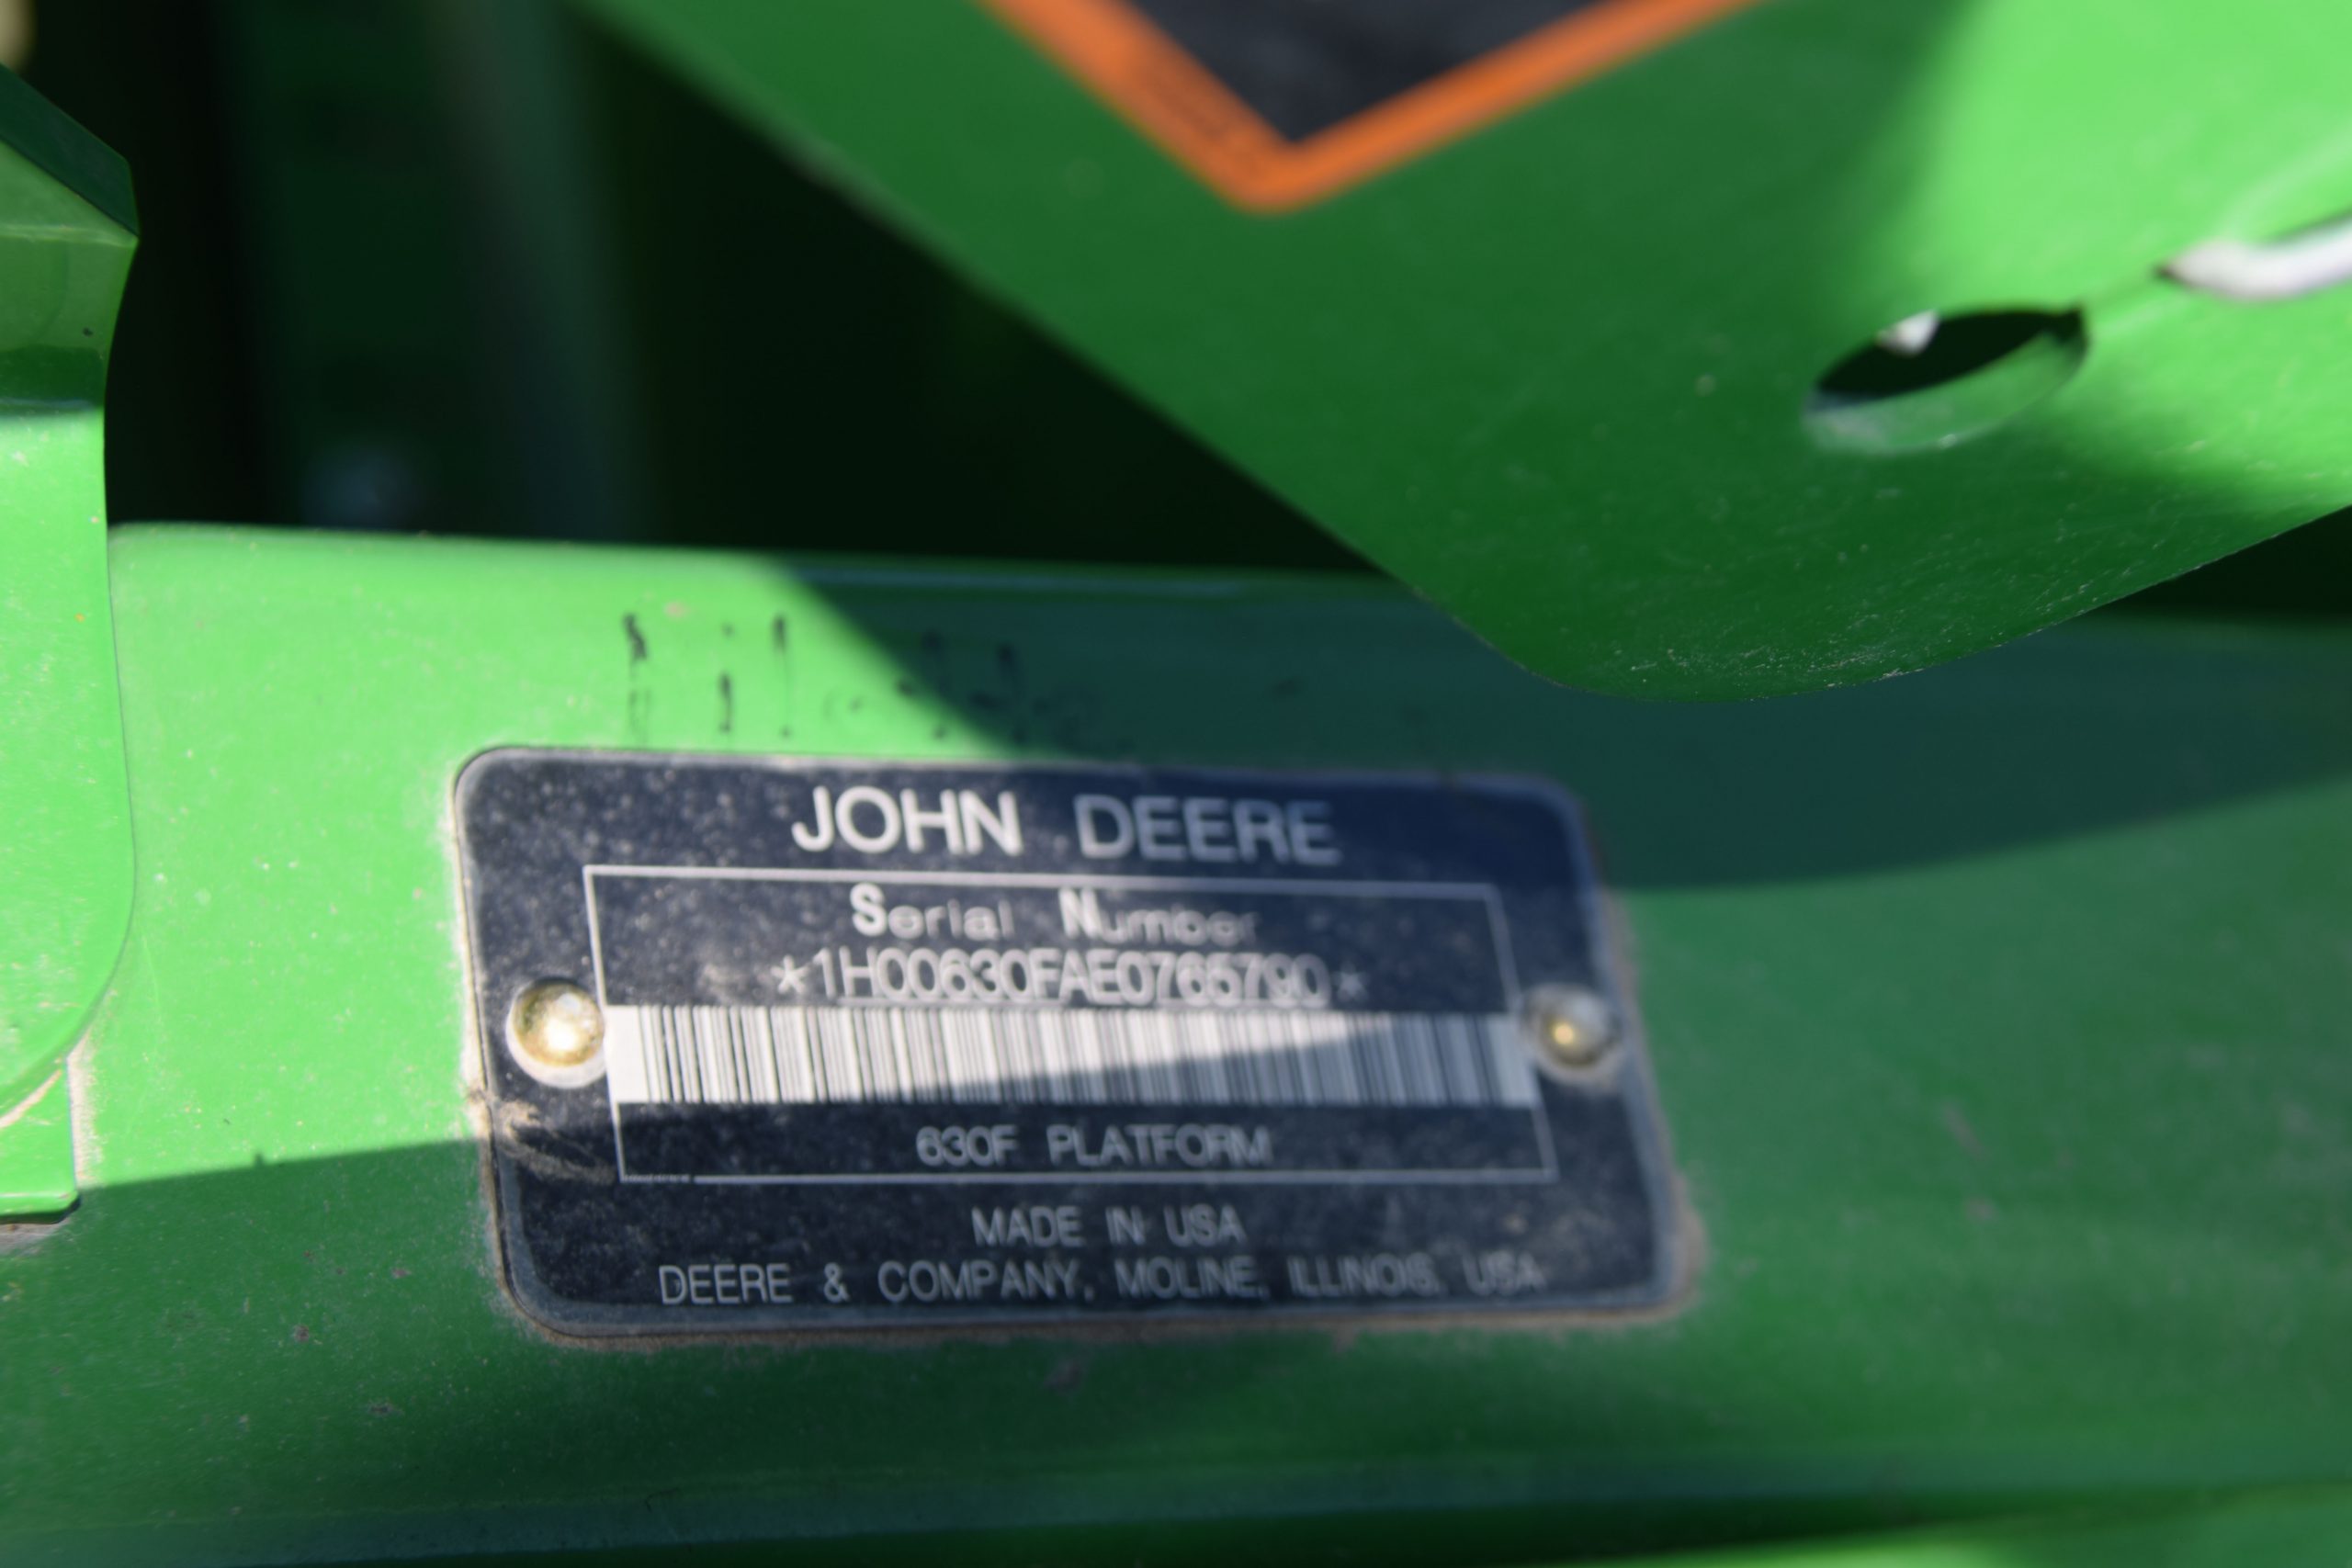 JOHN DEERE
Serial Number
*1H00630FAE0765790*
630F PLATFORM
MADE IN USA
DEERE & COMPANY, MOLINE, ILLINOIS, USA